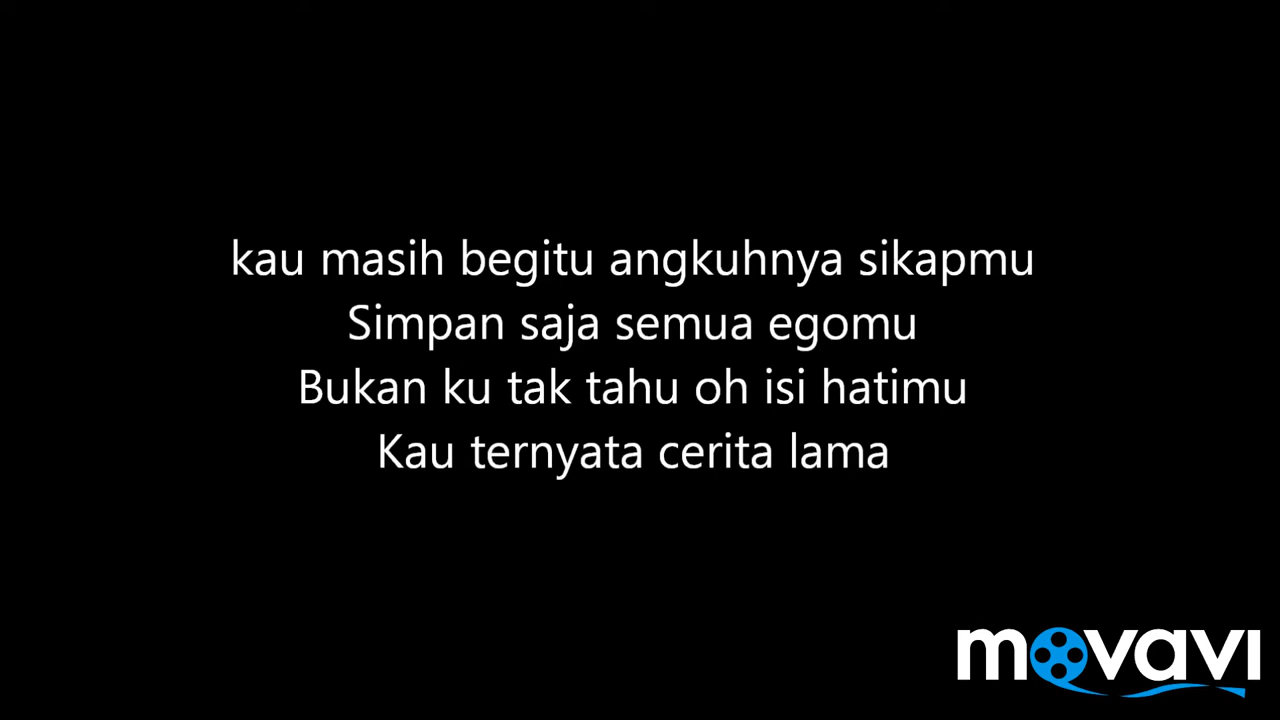 kau masih begitu angkuhnya sikapmu
Simpan saja semua egomu
Bukan ku tak tahu oh isi hatimu
Kau ternyata cerita lama
movavi